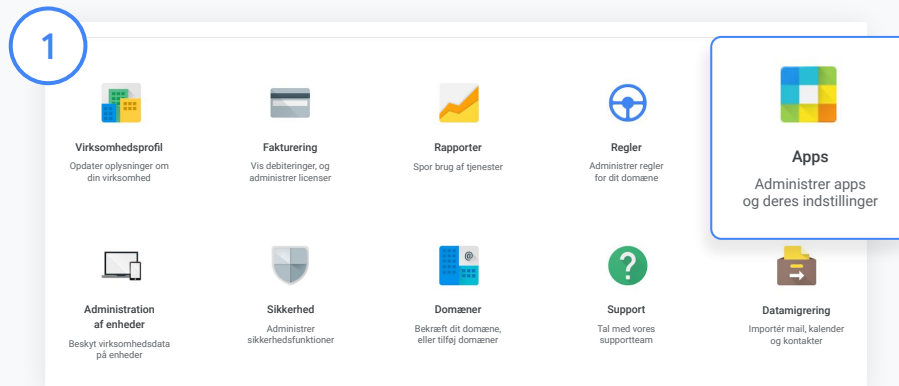 1
Virksomhedsprofil
Opdater oplysninger om
din virksomhed
Fakturering
Vis debiteringer, og
administrer licenser
Rapporter
Spor brug af tjenester
Regler
Administrer regler
for dit domæne
Apps
Administrer apps
og deres indstillinger
Administration
af enheder
Beskyt virksomhedsdata
på enheder
Sikkerhed
Administrer
sikkerhedsfunktioner
@
Domæner
Bekræft dit domæne,
eller tilføj domæner
?
Support
Tal med vores
supportteam
Datamigrering
Importér mail, kalender
og kontakter